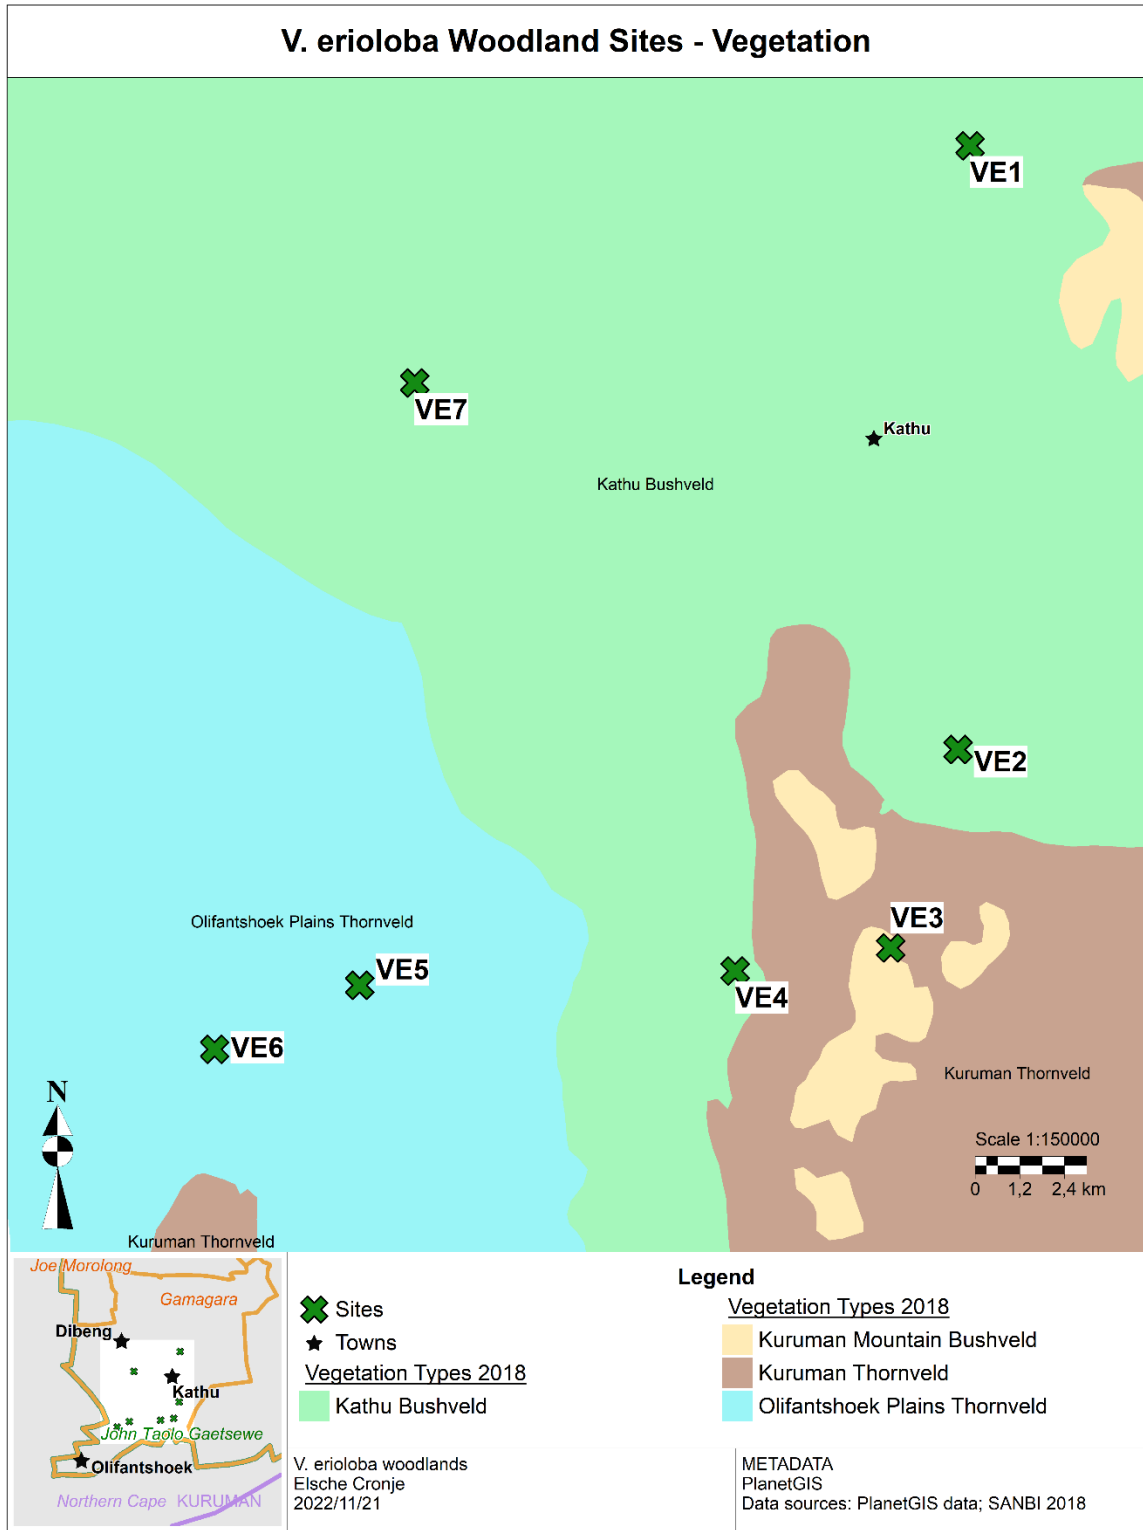 V. erioloba Woodland Sites - Vegetation
VE1
VE7
Kathu
Kathu Bushveld
VE2
Olifantshoek Plains Thornveld
VE3
VE5
VE4
VE6
N
Kuruman Thornveld
Scale 1:150000
0 1,2 2,4 km
Kuruman Thornveld
Joe Morolong
Gamagara
Dibeng
Kathu
John Taolo Gaetsewe
Olifantshoek
Northern Cape KURUMAN
Legend
Sites
Towns
Vegetation Types 2018
Kathu Bushveld
Vegetation Types 2018
Kuruman Mountain Bushveld
Kuruman Thornveld
Olifantshoek Plains Thornveld
V. erioloba woodlands
Elsche Cronje
2022/11/21
METADATA
PlanetGIS
Data sources: PlanetGIS data; SANBI 2018